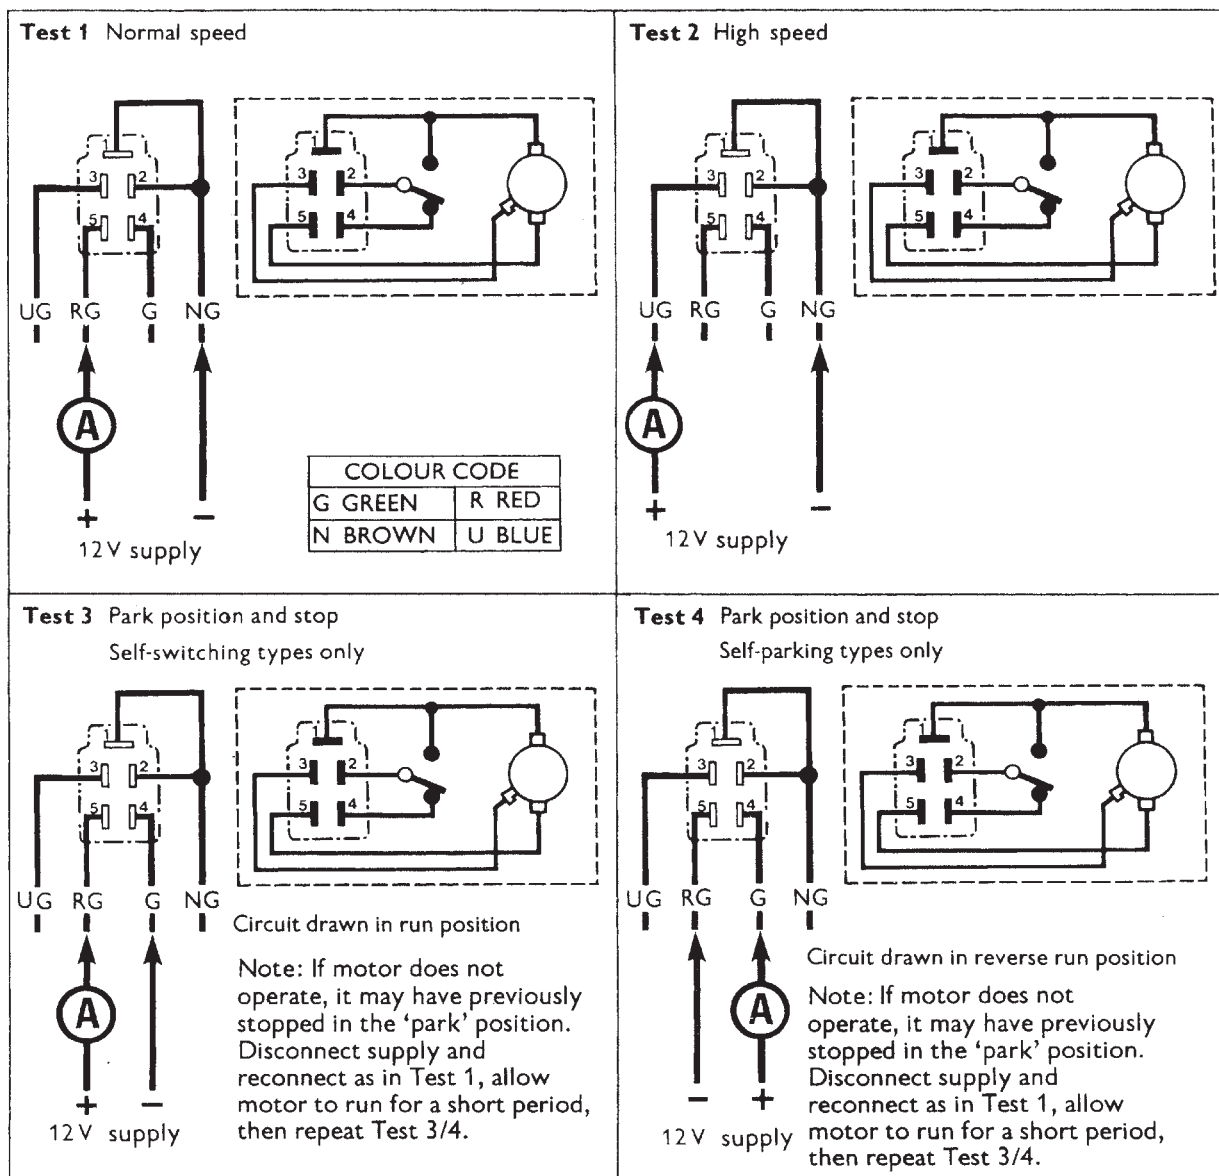 Test 1 Normal speed
3 2
5 4
3 2
5 4
UG RG G NG
A
+ −
12V supply
COLOUR CODE
G GREEN R RED
N BROWN U BLUE
Test 2 High speed
3 2
5 4
3 2
5 4
UG RG G NG
A
+ −
12V supply
Test 3 Park position and stop
Self-switching types only
3 2
5 4
3 2
5 4
UG RG G NG
Circuit drawn in run position
A
+ −
12V supply
Note: If motor does not
operate, it may have previously
stopped in the ‘park’ position.
Disconnect supply and
reconnect as in Test 1, allow
motor to run for a short period,
then repeat Test 3/4.
Test 4 Park position and stop
Self-parking types only
3 2
5 4
3 2
5 4
UG RG G NG
Circuit drawn in reverse run position
A
− +
12V supply
Note: If motor does not
operate, it may have previously
stopped in the ‘park’ position.
Disconnect supply and
reconnect as in Test 1, allow
motor to run for a short period,
then repeat Test 3/4.